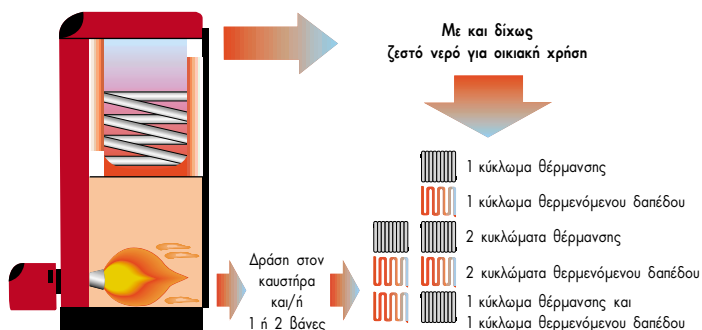 Με και δίχως
ζεστό νερό για οικιακή χρήση
1 κύκλωμα θέρμανσης
1 κύκλωμα θερμενόμενου δαπέδου
2 κυκλώματα θέρμανσης
2 κυκλώματα θερμενόμενου δαπέδου
1 κύκλωμα θέρμανσης και
1 κύκλωμα θερμενόμενου δαπέδου
Δράση στον
καυστήρα
και/ή
1 ή 2 βάνες